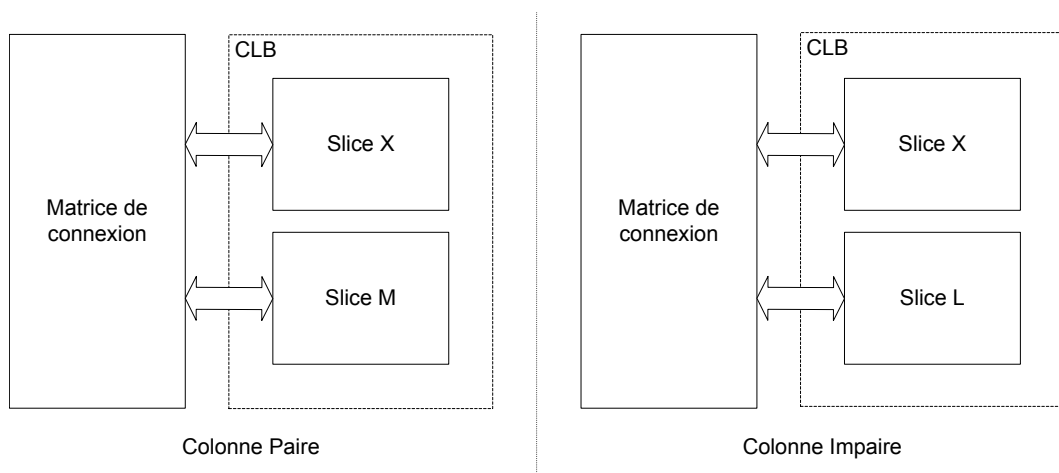 CLB
Slice X
Matrice de
connexion
Slice M
Colonne Paire
CLB
Slice X
Matrice de
connexion
Slice L
Colonne Impaire